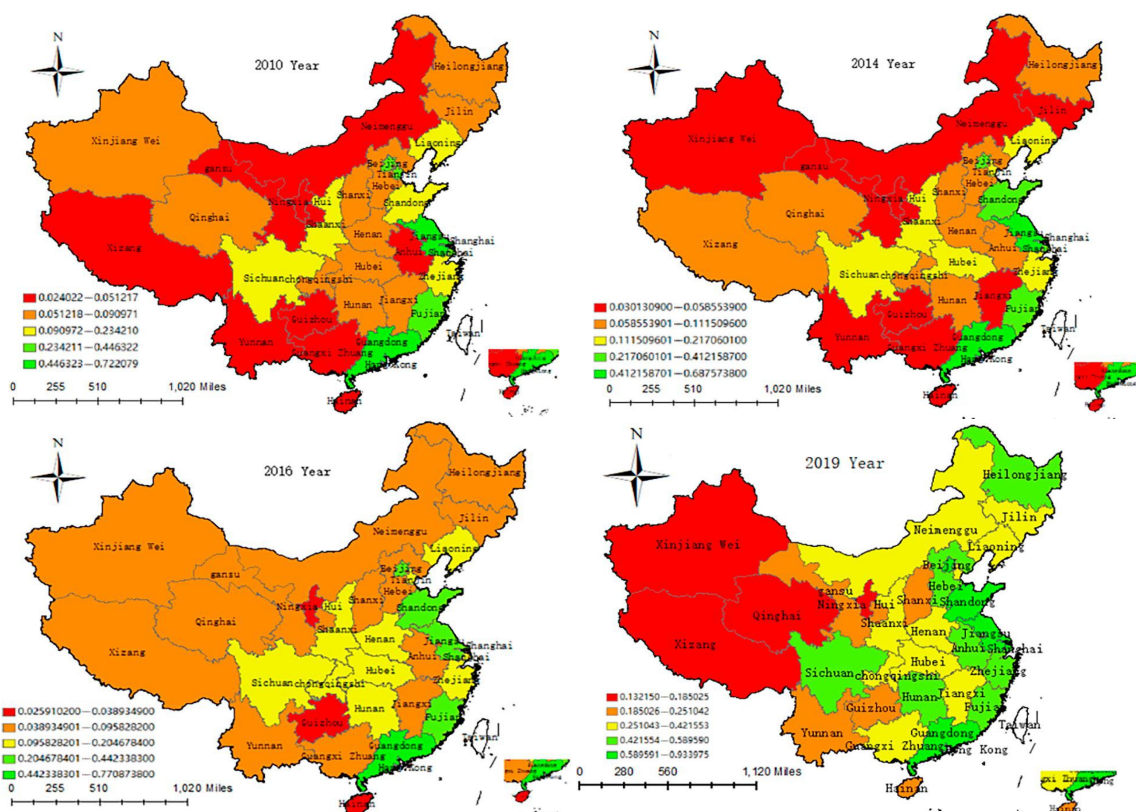 N
2010 Year
Heilongjiang
Jilin
Xinjiang Wei
Neimenggu
Liaoning
gansu
Beijing
Tianjin
Hebei
Ningxia Hui
Shanxi
Shandong
Qinghai
Shaanxi
Henan
Jiangsu
Shanghai
Xizang
Anhui
Hubei
Sichuan
chongqingshi
Zhejiang
Hunan
Jiangxi
Guizhou
Fujian
Yunnan
Guangxi Zhuang
Guangdong
Taiwan
Hainan
0.024022—0.051217
0.051218—0.090971
0.090972—0.234210
0.234211—0.446322
0.446323—0.722079
0 255 510 1,020 Miles
N
2014 Year
Heilongjiang
Jilin
Xinjiang Wei
Neimenggu
Liaoning
gansu
Beijing
Tianjin
Hebei
Ningxia Hui
Shanxi
Shandong
Qinghai
Shaanxi
Henan
Jiangsu
Shanghai
Xizang
Anhui
Hubei
Sichuan
chongqingshi
Zhejiang
Hunan
Jiangxi
Guizhou
Fujian
Yunnan
Guangxi Zhuang
Guangdong
Taiwan
Hainan
0.030130900—0.058553900
0.058553901—0.111509600
0.111509601—0.217060100
0.217060101—0.412158700
0.412158701—0.687573800
0 255 510 1,020 Miles
N
2016 Year
Heilongjiang
Jilin
Xinjiang Wei
Neimenggu
Liaoning
gansu
Beijing
Tianjin
Hebei
Ningxia Hui
Shanxi
Shandong
Qinghai
Shaanxi
Henan
Jiangsu
Shanghai
Xizang
Anhui
Hubei
Sichuan
chongqingshi
Zhejiang
Hunan
Jiangxi
Guizhou
Fujian
Yunnan
Guangxi Zhuang
Guangdong
Taiwan
Hainan
0.025910200—0.038934900
0.038934901—0.095828200
0.095828201—0.204678400
0.204678401—0.442338300
0.442338301—0.770873800
0 255 510 1,020 Miles
N
2019 Year
Heilongjiang
Jilin
Xinjiang Wei
Neimenggu
Liaoning
gansu
Beijing
Hebei
Ningxia Hui
Shanxi
Shandong
Qinghai
Shaanxi
Henan
Jiangsu
Anhui
Shanghai
Xizang
Hubei
Sichuan
chongqingshi
Zhejiang
Hunan
Jiangxi
Guizhou
Fujian
Yunnan
Guangxi Zhuang
Guangdong
Hong Kong
Taiwan
Hainan
0.132150—0.185025
0.185026—0.251042
0.251043—0.421553
0.421554—0.589590
0.589591—0.933975
0 280 560 1,120 Miles